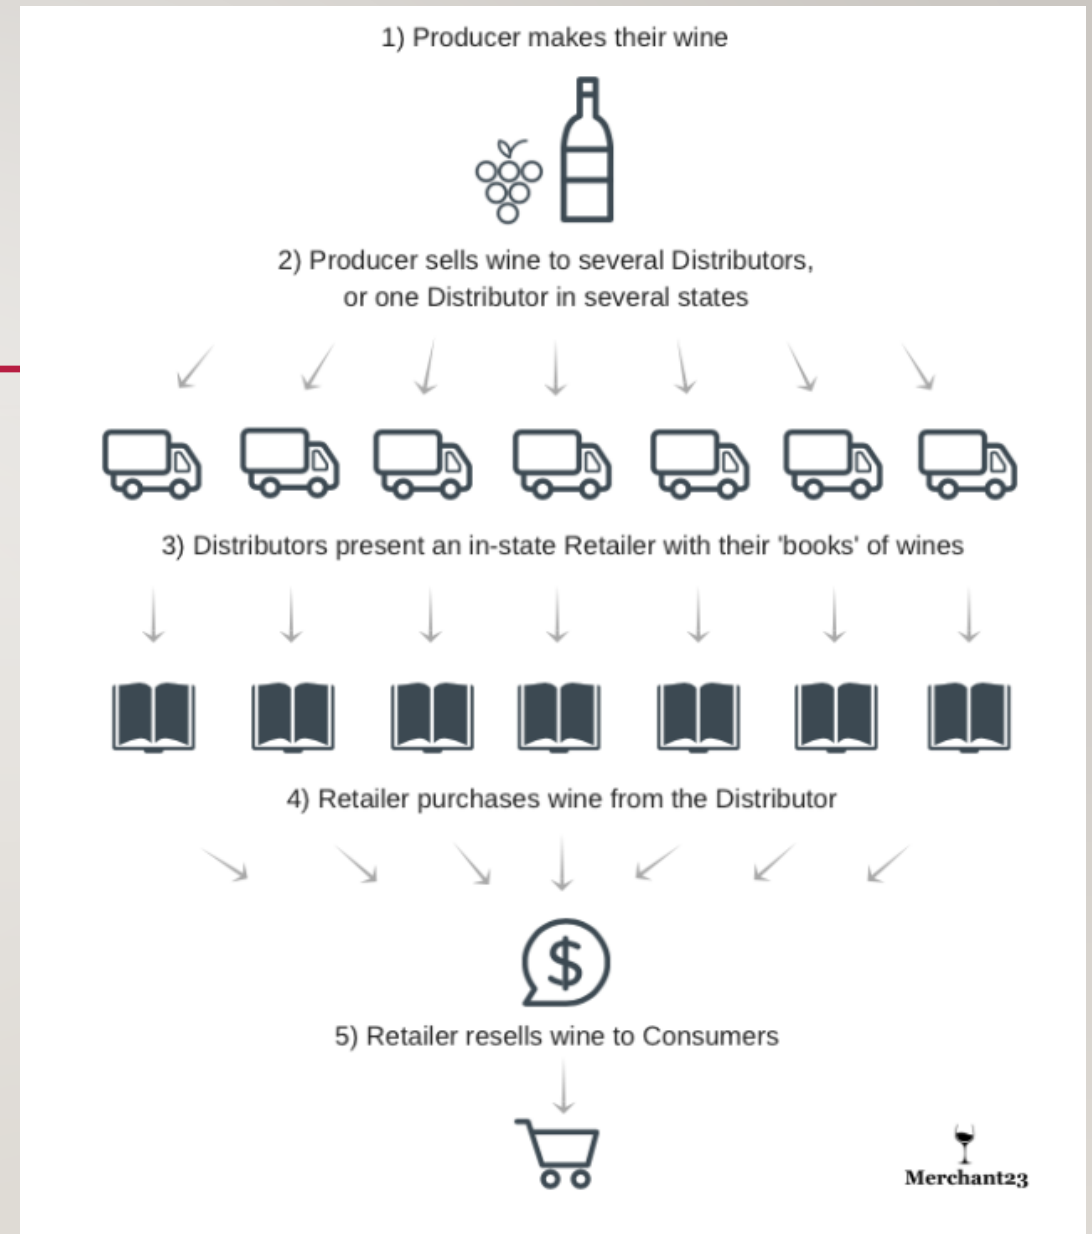 1) Producer makes their wine
2) Producer sells wine to several Distributors,
or one Distributor in several states
3) Distributors present an in-state Retailer with their 'books' of wines
4) Retailer purchases wine from the Distributor
$
5) Retailer resells wine to Consumers
Merchant23